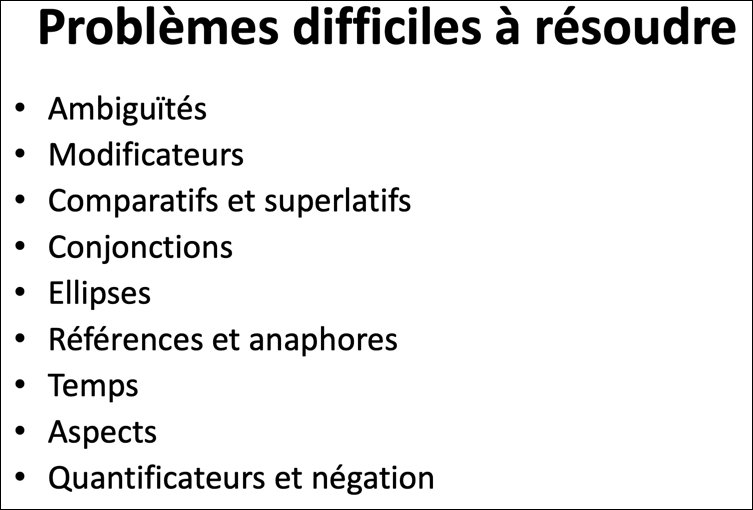 Problèmes difficiles à résoudre
• Ambiguïtés
• Modificateurs
• Comparatifs et superlatifs
• Conjonctions
• Ellipses
• Références et anaphores
• Temps
• Aspects
• Quantificateurs et négation